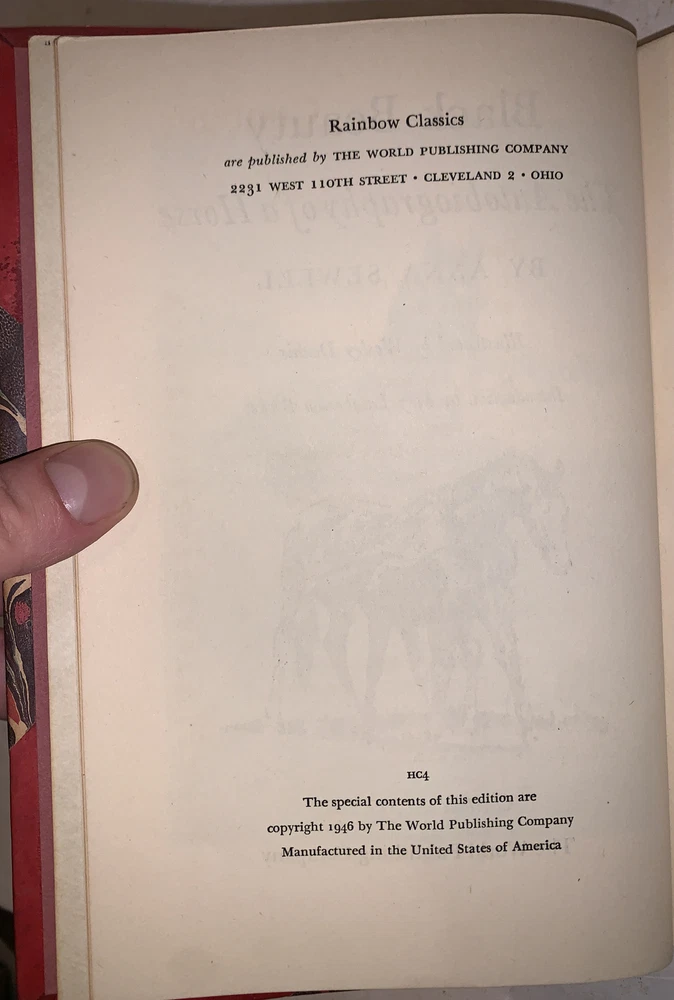 Rainbow Classics
are published by THE WORLD PUBLISHING COMPANY
2231 WEST 110TH STREET • CLEVELAND 2 • OHIO
HC4
The special contents of this edition are
copyright 1946 by The World Publishing Company
Manufactured in the United States of America